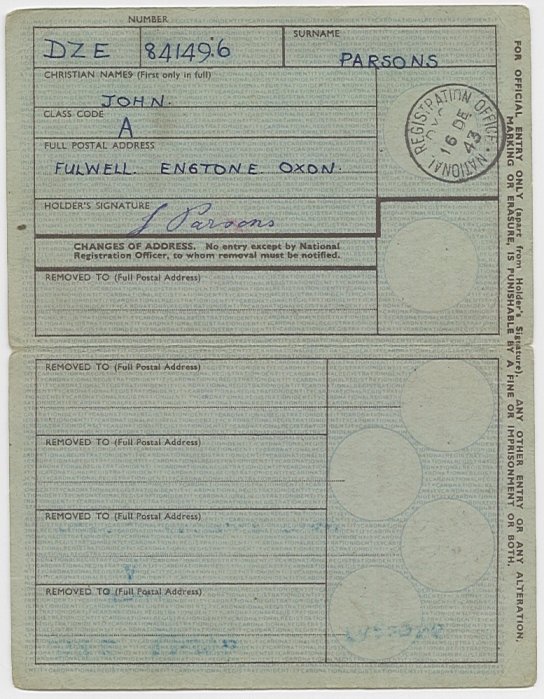 NUMBER
DZE 84149.6
SURNAME
PARSONS
CHRISTIAN NAMES (First only in full)
JOHN.
CLASS CODE
A
FULL POSTAL ADDRESS
FULWELL. ENSTONE OXON.
HOLDER'S SIGNATURE
J Parsons
CHANGES OF ADDRESS. No entry except by National
Registration Officer, to whom removal must be notified.
REMOVED TO (Full Postal Address)
NATIONAL REGISTRATION OFFICE
16 DE
43
REMOVED TO (Full Postal Address)
REMOVED TO (Full Postal Address)
REMOVED TO (Full Postal Address)
REMOVED TO (Full Postal Address)
FOR OFFICIAL ENTRY ONLY (apart from Holder's Signature). ANY OTHER ENTRY OR ANY ALTERATION,
MARKING OR ERASURE, IS PUNISHABLE BY A FINE OR IMPRISONMENT OR BOTH.